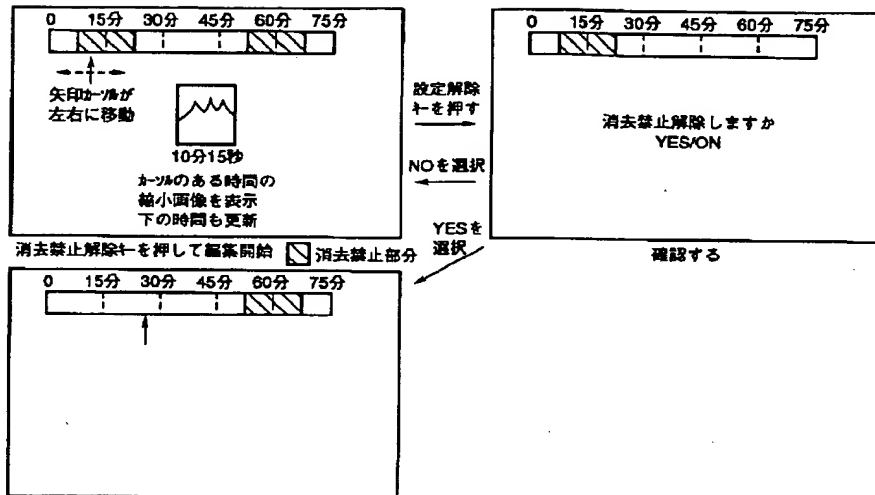 0 15分 30分 45分 60分 75分
矢印カーソルが
左右に移動
10分15秒
カーソルのある時間の
縮小画像を表示
下の時間も更新
設定解除
キーを押す
NOを選択
0 15分 30分 45分 60分 75分
消去禁止解除しますか
YES/ON
消去禁止解除キーを押して編集開始
消去禁止部分
YESを
選択
確認する
0 15分 30分 45分 60分 75分